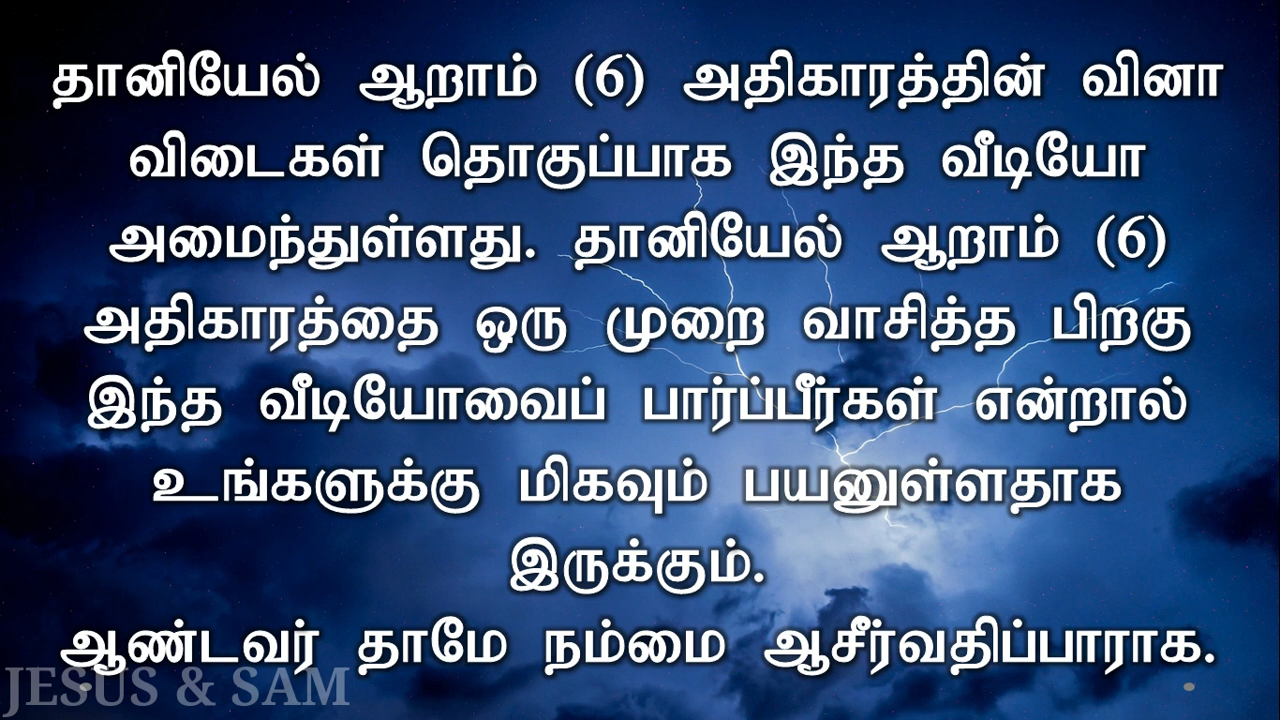 தானியேல் ஆறாம் (6) அதிகாரத்தின் வினா
விடைகள் தொகுப்பாக இந்த வீடியோ
அமைந்துள்ளது. தானியேல் ஆறாம் (6)
அதிகாரத்தை ஒரு முறை வாசித்த பிறகு
இந்த வீடியோவைப் பார்ப்பீர்கள் என்றால்
உங்களுக்கு மிகவும் பயனுள்ளதாக
இருக்கும்.
ஆண்டவர் தாமே நம்மை ஆசீர்வதிப்பாராக.
JESUS & SAM